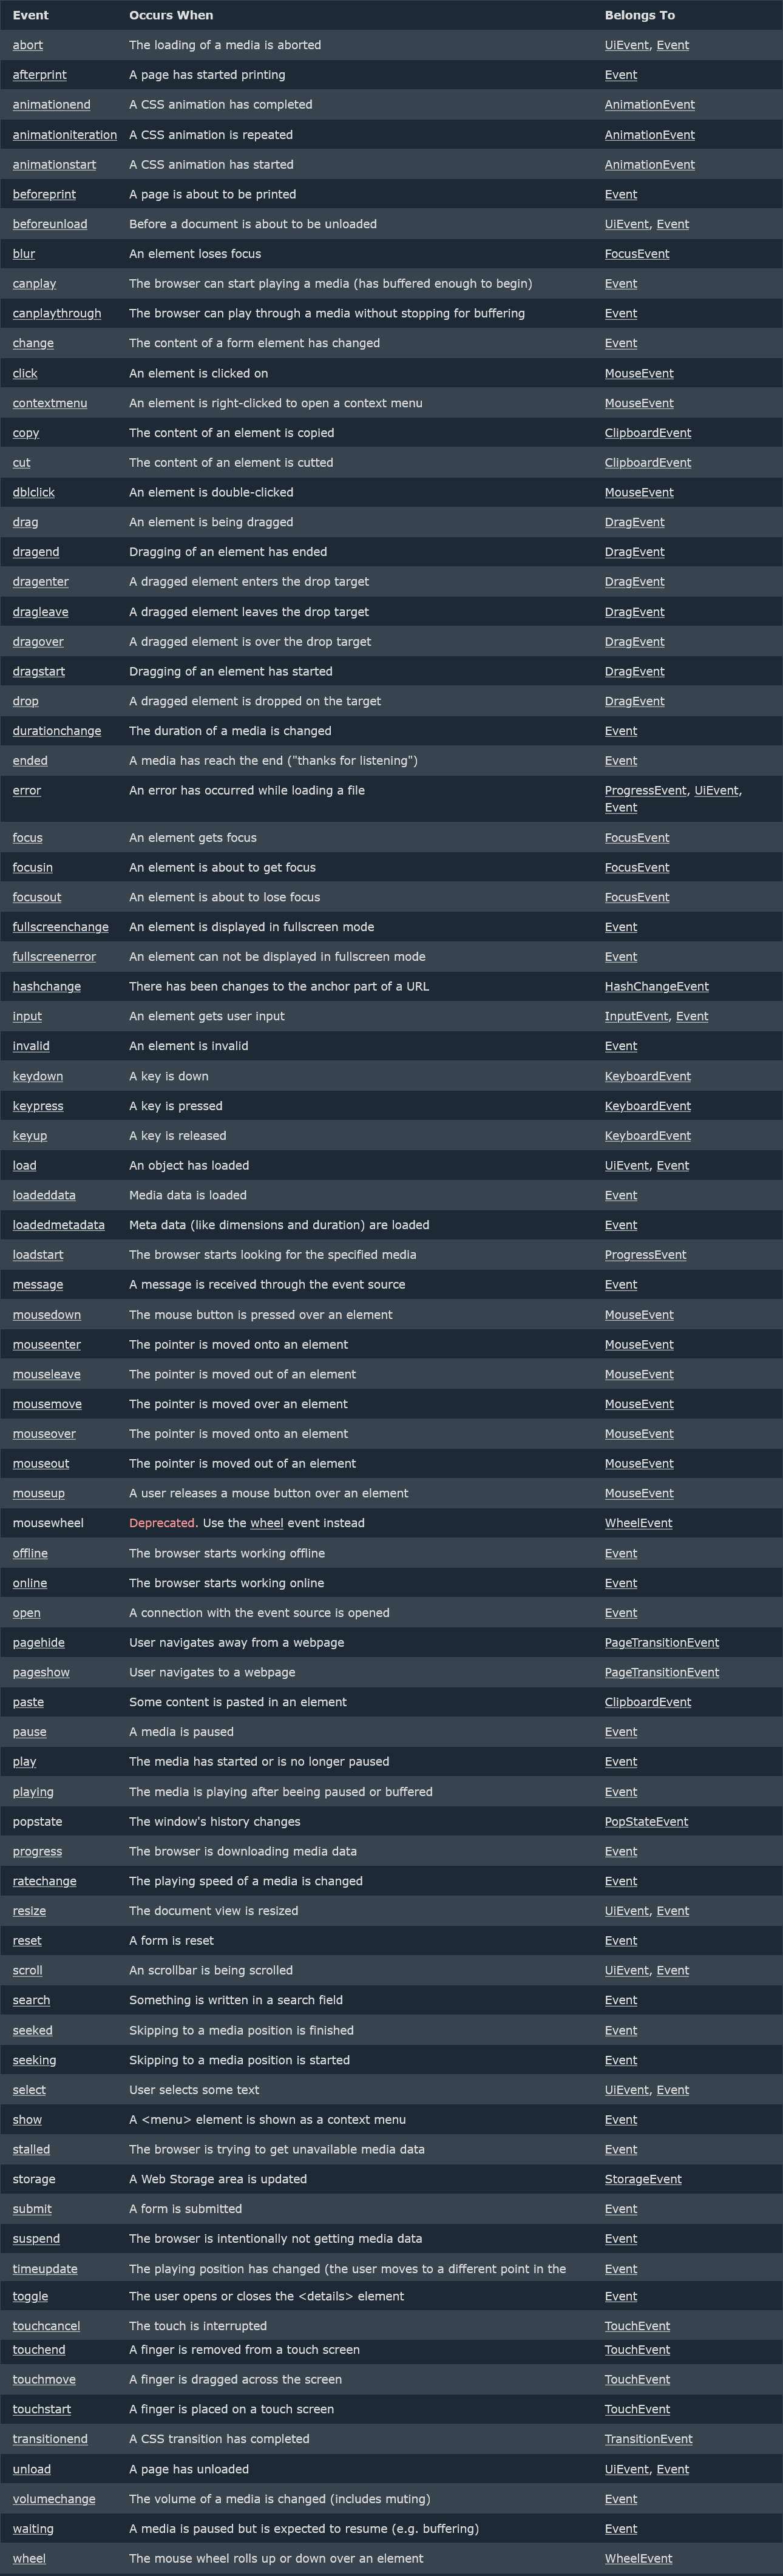 Event Occurs When Belongs To
abort The loading of a media is aborted UiEvent, Event
afterprint A page has started printing Event
animationend A CSS animation has completed AnimationEvent
animationiteration A CSS animation is repeated AnimationEvent
animationstart A CSS animation has started AnimationEvent
beforeprint A page is about to be printed Event
beforeunload Before a document is about to be unloaded UiEvent, Event
blur An element loses focus FocusEvent
canplay The browser can start playing a media (has buffered enough to begin) Event
canplaythrough The browser can play through a media without stopping for buffering Event
change The content of a form element has changed Event
click An element is clicked on MouseEvent
contextmenu An element is right-clicked to open a context menu MouseEvent
copy The content of an element is copied ClipboardEvent
cut The content of an element is cutted ClipboardEvent
dblclick An element is double-clicked MouseEvent
drag An element is being dragged DragEvent
dragend Dragging of an element has ended DragEvent
dragenter A dragged element enters the drop target DragEvent
dragleave A dragged element leaves the drop target DragEvent
dragover A dragged element is over the drop target DragEvent
dragstart Dragging of an element has started DragEvent
drop A dragged element is dropped on the target DragEvent
durationchange The duration of a media is changed Event
ended A media has reach the end ("thanks for listening") Event
error An error has occurred while loading a file ProgressEvent, UiEvent,
Event
focus An element gets focus FocusEvent
focusin An element is about to get focus FocusEvent
focusout An element is about to lose focus FocusEvent
fullscreenchange An element is displayed in fullscreen mode Event
fullscreenerror An element can not be displayed in fullscreen mode Event
hashchange There has been changes to the anchor part of a URL HashChangeEvent
input An element gets user input InputEvent, Event
invalid An element is invalid Event
keydown A key is down KeyboardEvent
keypress A key is pressed KeyboardEvent
keyup A key is released KeyboardEvent
load An object has loaded UiEvent, Event
loadeddata Media data is loaded Event
loadedmetadata Meta data (like dimensions and duration) are loaded Event
loadstart The browser starts looking for the specified media ProgressEvent
message A message is received through the event source Event
mousedown The mouse button is pressed over an element MouseEvent
mouseenter The pointer is moved onto an element MouseEvent
mouseleave The pointer is moved out of an element MouseEvent
mousemove The pointer is moved over an element MouseEvent
mouseover The pointer is moved onto an element MouseEvent
mouseout The pointer is moved out of an element MouseEvent
mouseup A user releases a mouse button over an element MouseEvent
mousewheel Deprecated. Use the wheel event instead WheelEvent
offline The browser starts working offline Event
online The browser starts working online Event
open A connection with the event source is opened Event
pagehide User navigates away from a webpage PageTransitionEvent
pageshow User navigates to a webpage PageTransitionEvent
paste Some content is pasted in an element ClipboardEvent
pause A media is paused Event
play The media has started or is no longer paused Event
playing The media is playing after beeing paused or buffered Event
popstate The window's history changes PopStateEvent
progress The browser is downloading media data Event
ratechange The playing speed of a media is changed Event
resize The document view is resized UiEvent, Event
reset A form is reset Event
scroll An scrollbar is being scrolled UiEvent, Event
search Something is written in a search field Event
seeked Skipping to a media position is finished Event
seeking Skipping to a media position is started Event
select User selects some text UiEvent, Event
show A <menu> element is shown as a context menu Event
stalled The browser is trying to get unavailable media data Event
storage A Web Storage area is updated StorageEvent
submit A form is submitted Event
suspend The browser is intentionally not getting media data Event
timeupdate The playing position has changed (the user moves to a different point in the Event
toggle The user opens or closes the <details> element Event
touchcancel The touch is interrupted TouchEvent
touchend A finger is removed from a touch screen TouchEvent
touchmove A finger is dragged across the screen TouchEvent
touchstart A finger is placed on a touch screen TouchEvent
transitionend A CSS transition has completed TransitionEvent
unload A page has unloaded UiEvent, Event
volumechange The volume of a media is changed (includes muting) Event
waiting A media is paused but is expected to resume (e.g. buffering) Event
wheel The mouse wheel rolls up or down over an element WheelEvent